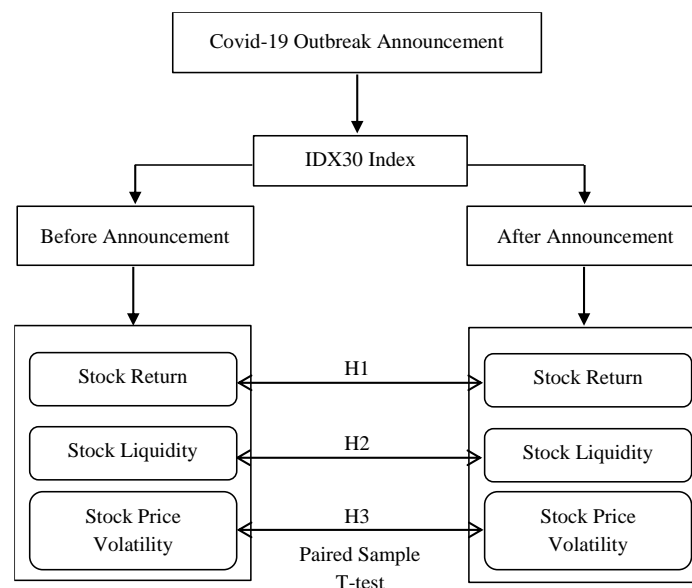 Covid-19 Outbreak Announcement
IDX30 Index
Before Announcement
After Announcement
Stock Return
H1
Stock Return
Stock Liquidity
H2
Stock Liquidity
Stock Price
Volatility
H3
Stock Price
Volatility
Paired Sample
T-test